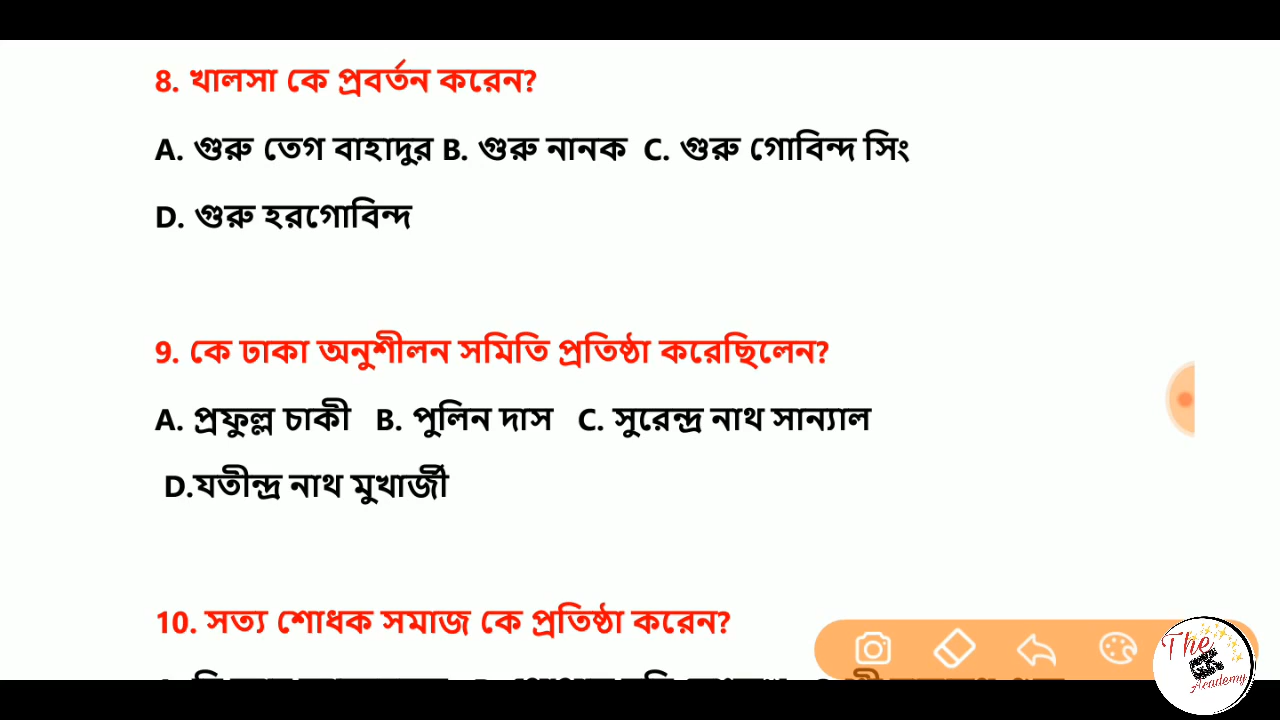 8. খালসা কে প্রবর্তন করেন?
A. গুরু তেগ বাহাদুর B. গুরু নানক C. গুরু গোবিন্দ সিং
D. গুরু হরগোবিন্দ
9. কে ঢাকা অনুশীলন সমিতি প্রতিষ্ঠা করেছিলেন?
A. প্রফুল্ল চাকী B. পুলিন দাস C. সুরেন্দ্র নাথ সান্যাল
D.যতীন্দ্র নাথ মুখার্জী
10. সত্য শোধক সমাজ কে প্রতিষ্ঠা করেন?
The
GK
Academy